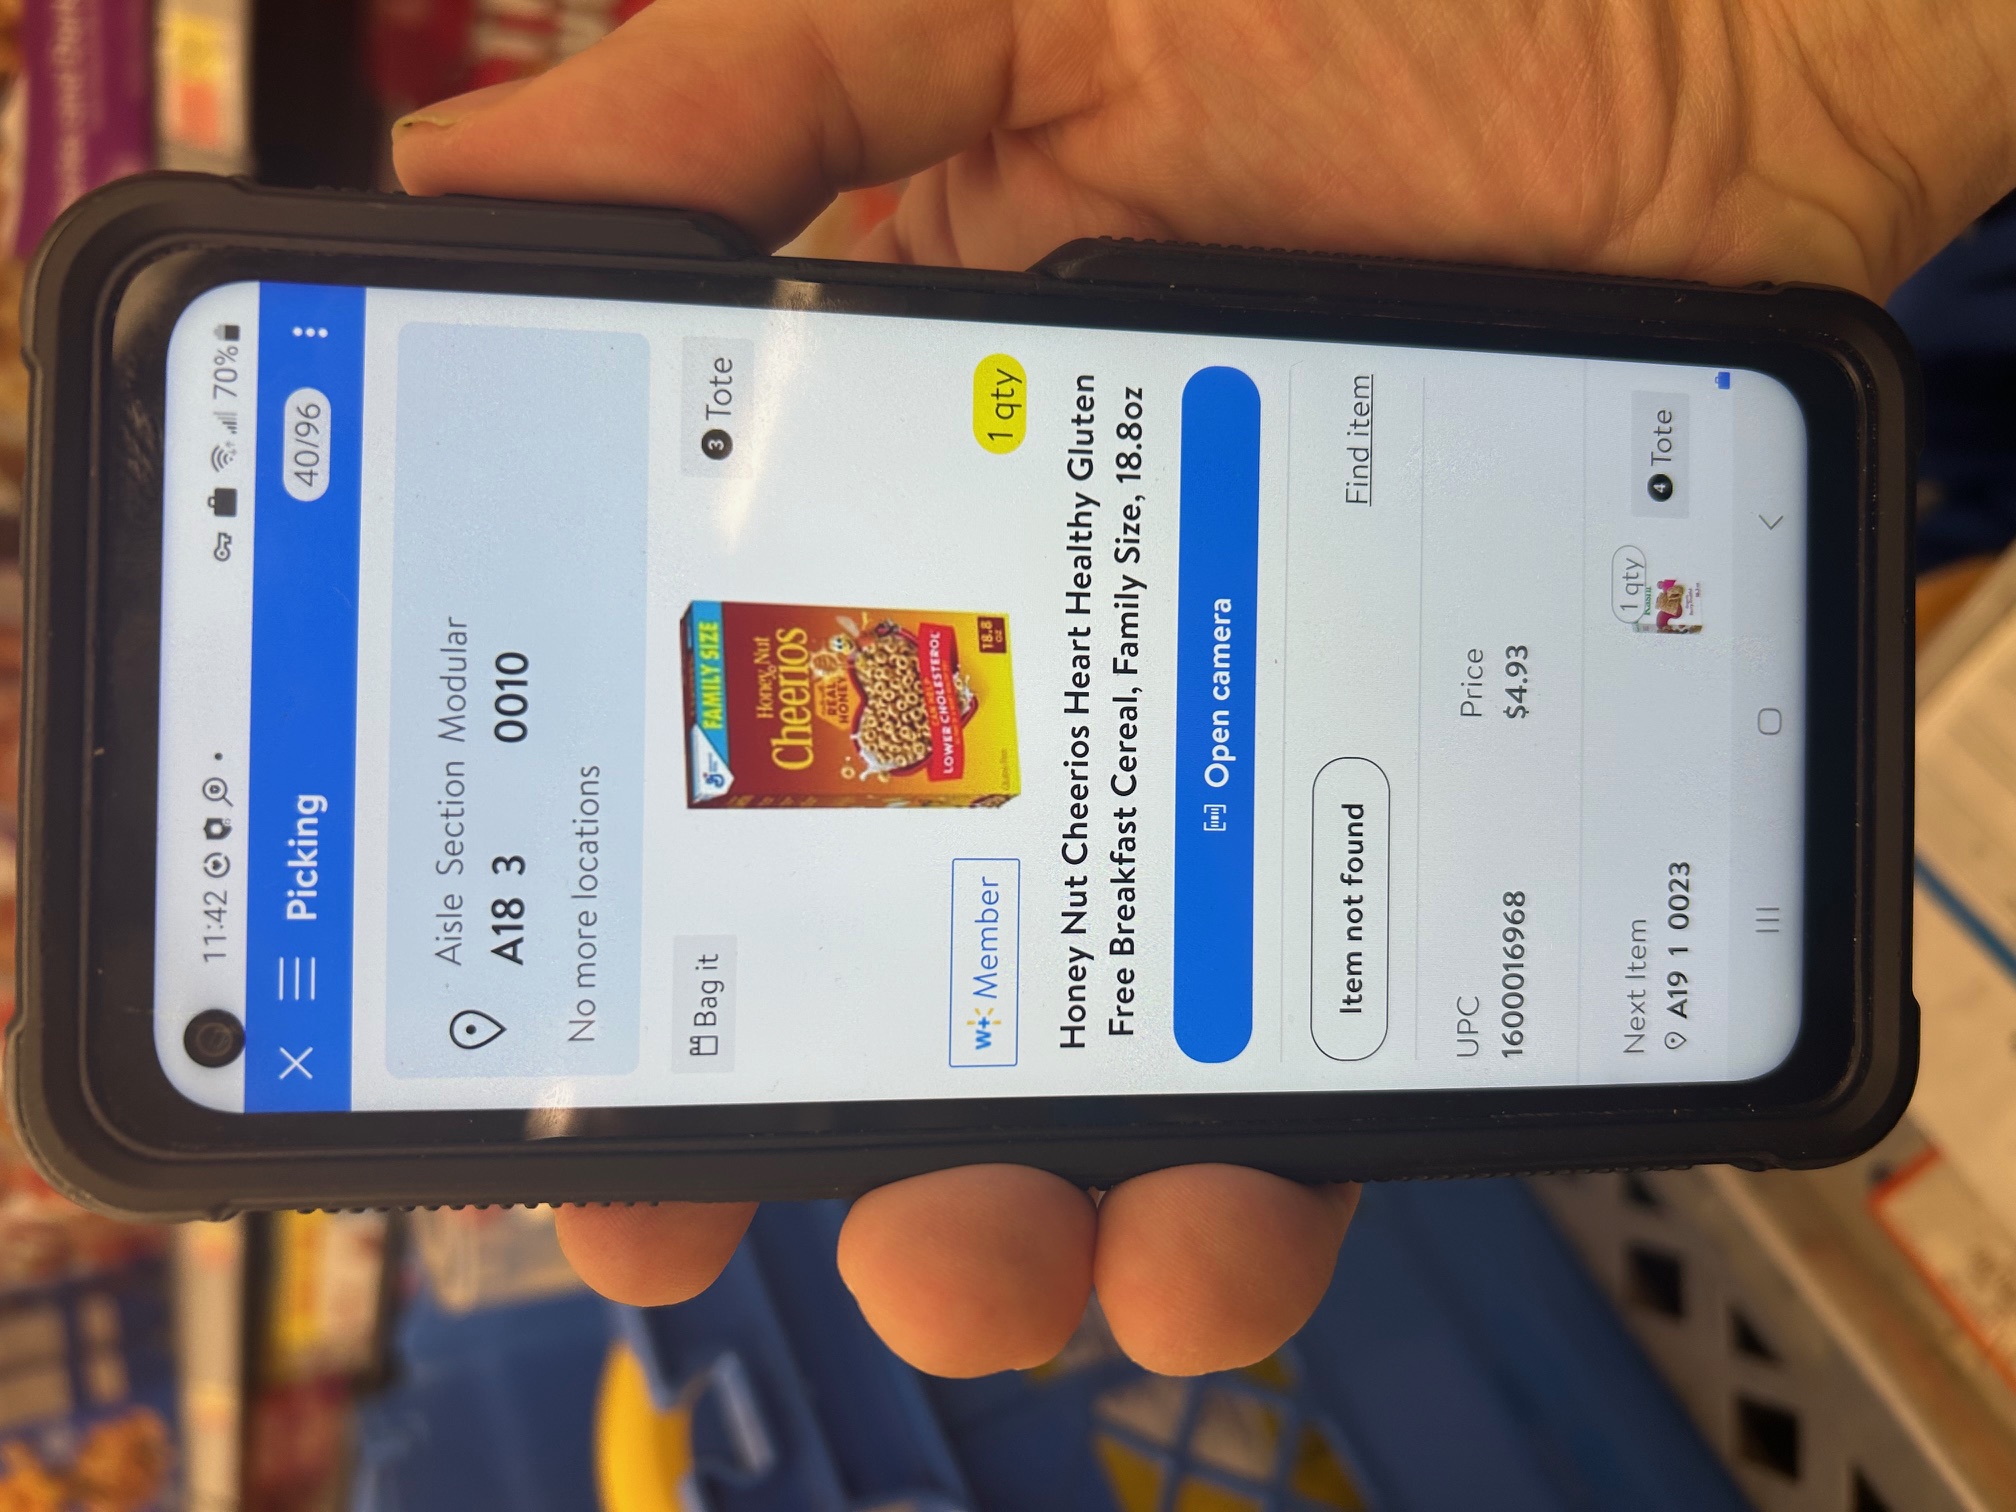 11:42
70%
Picking
40/96
Aisle Section Modular
A18 3 0010
No more locations
Bag it
3 Tote
FAMILY SIZE
Honey Nut
Cheerios
REAL
HONEY
CAN HELP
LOWER CHOLESTEROL
18.8
OZ
W+ Member
1 qty
Honey Nut Cheerios Heart Healthy Gluten
Free Breakfast Cereal, Family Size, 18.8oz
Open camera
Item not found
Find item
UPC
Price
1600016968
$4.93
Next Item
A19 1 0023
1 qty
Kashi
4 Tote